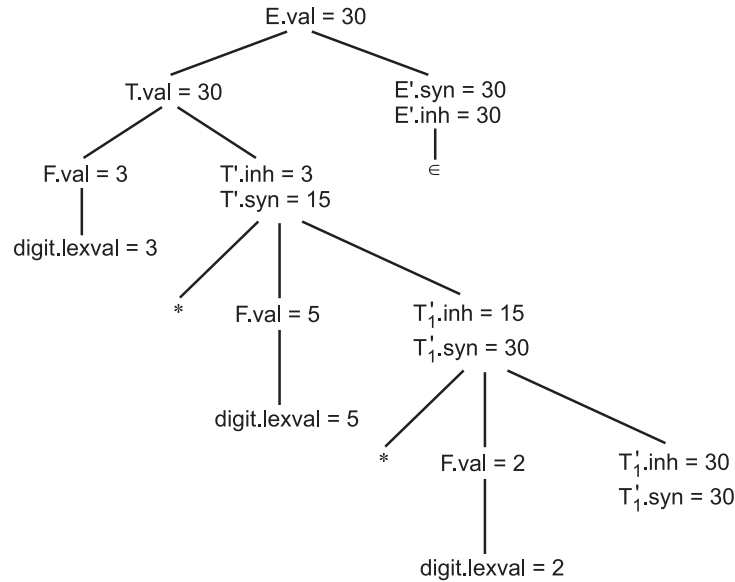 E.val = 30
T.val = 30
E'.syn = 30
E'.inh = 30
F.val = 3
T'.inh = 3
T'.syn = 15
∈
digit.lexval = 3
*
F.val = 5
T'₁.inh = 15
T'₁.syn = 30
digit.lexval = 5
*
F.val = 2
T'₁.inh = 30
T'₁.syn = 30
digit.lexval = 2